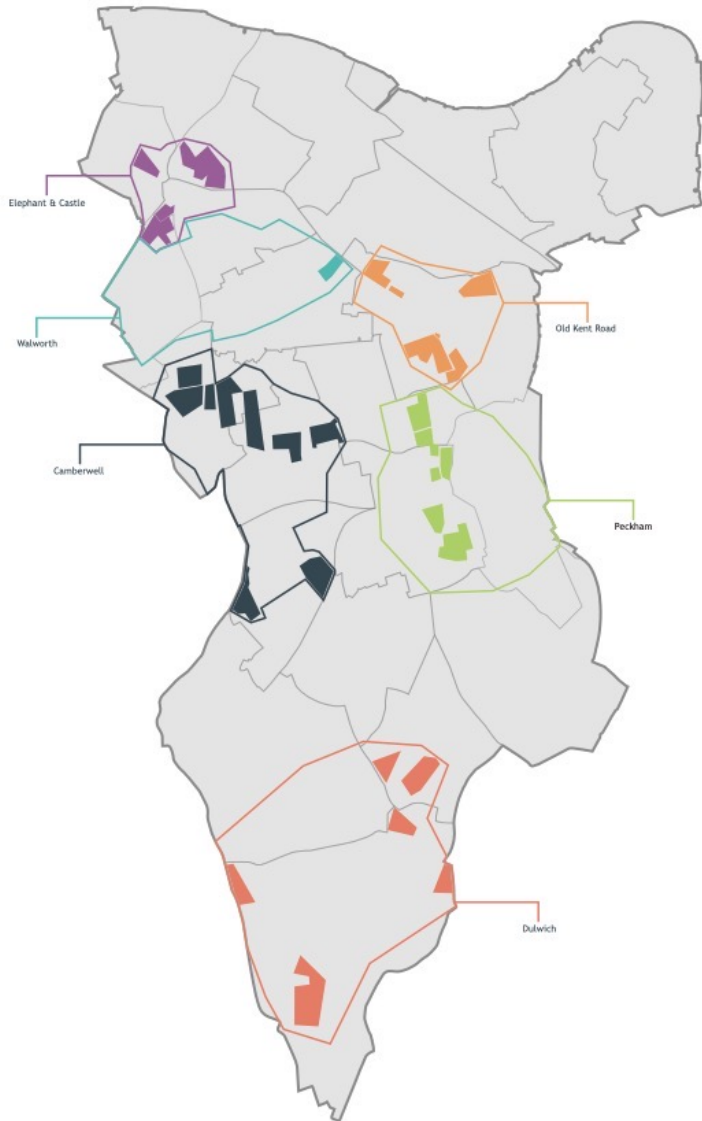 Elephant & Castle
Old Kent Road
Walworth
Camberwell
Peckham
Dulwich